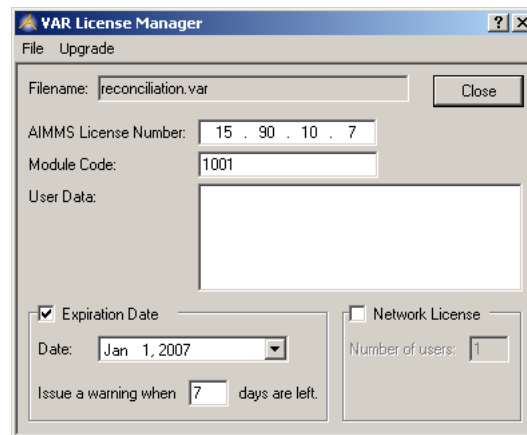 VAR License Manager
File Upgrade
Filename: reconciliation.var Close
AIMMS License Number: 15 . 90 . 10 . 7
Module Code: 1001
User Data:
Expiration Date Network License
Date: Jan 1, 2007 Number of users: 1
Issue a warning when 7 days are left.